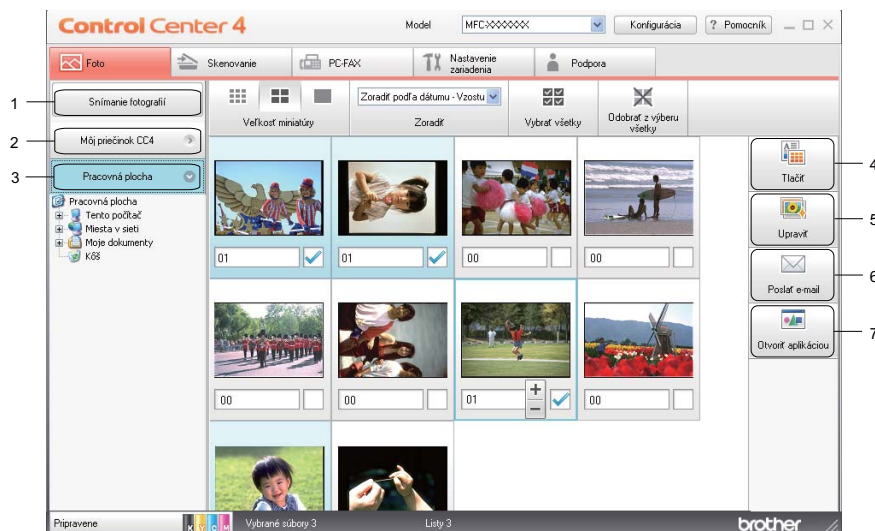 Control Center 4
Model
MFC-XXXXXX
Konfigurácia
? Pomocník
Foto
Skenovanie
PC-FAX
Nastavenie
zariadenia
Podpora
1
Snímanie fotografií
2
Môj priečinok CC4
3
Pracovná plocha
Pracovná plocha
Tento počítač
Miesta v sieti
Moje dokumenty
Kôš
Veľkosť miniatúry
Zoradiť podľa dátumu - Vzostu
Zoradiť
Vybrať všetky
Odobrať z výberu
všetky
01
01
00
00
00
00
01
+
−
00
4
Tlačiť
5
Upraviť
6
Poslať e-mail
7
Otvoriť aplikáciou
Pripravene
K Y C M
Vybrané súbory 3
Listy 3
brother